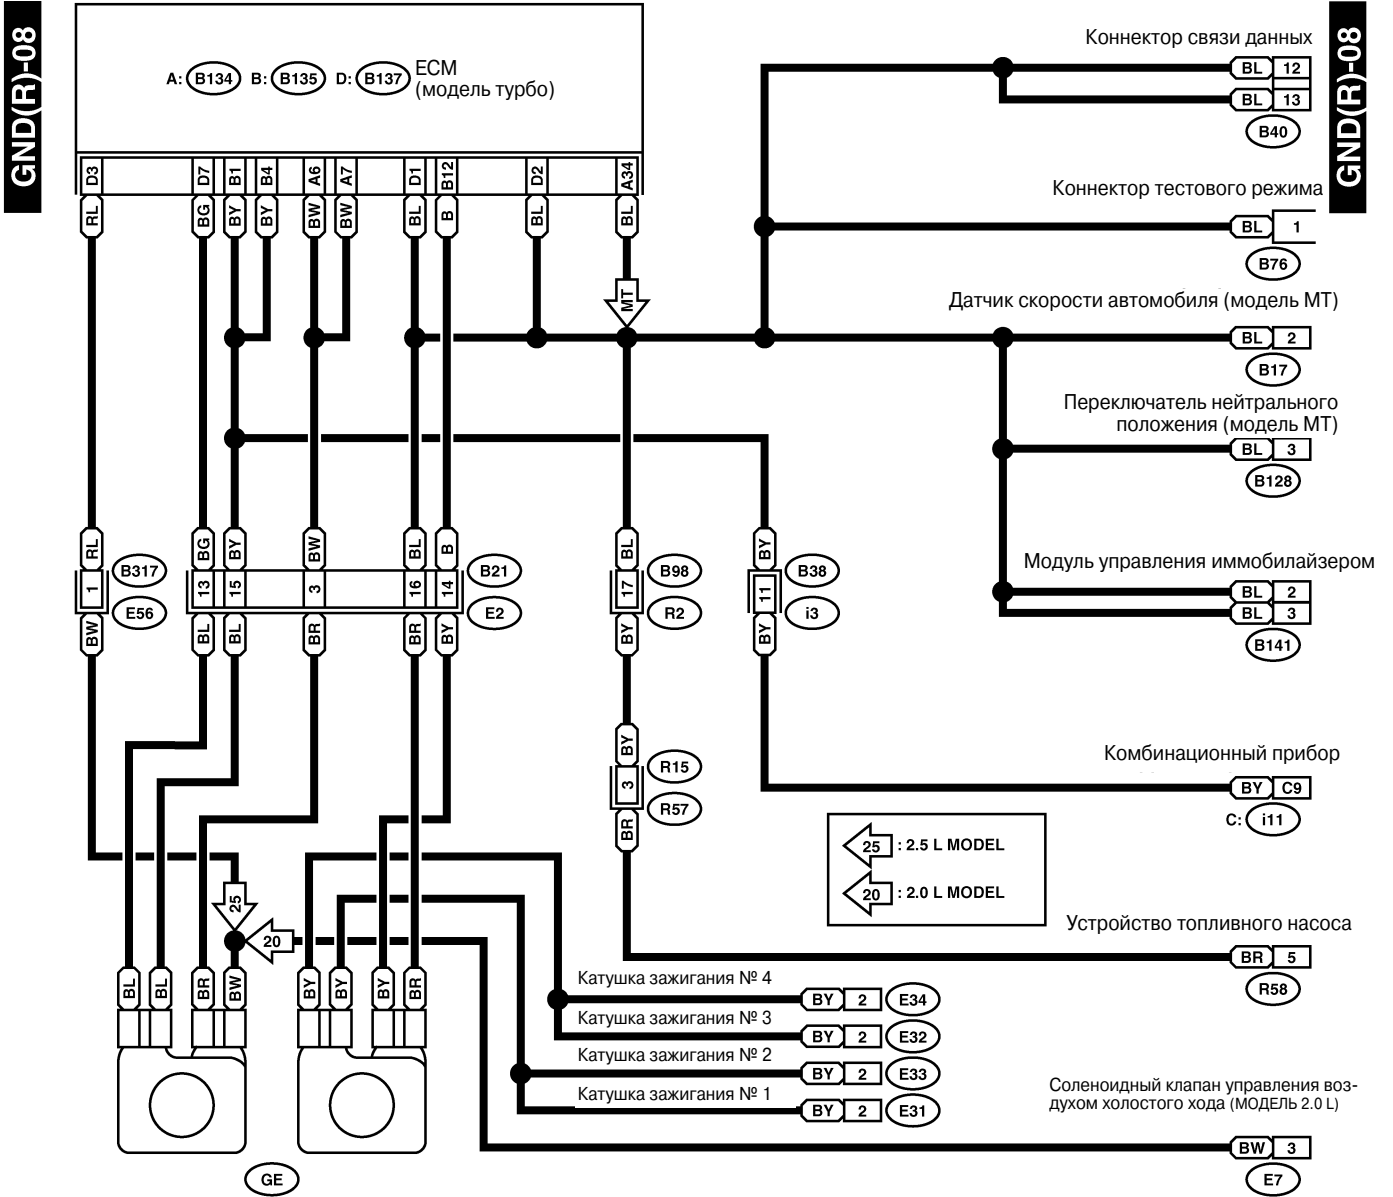 GND(R)-08
GND(R)-08
A: B134 B: B135 D: B137 ECM
(модель турбо)
D3 D7 B1 B4 A6 A7 D1 B12 D2 A34
RL BG BY BY BW BW BL B BL BL
MT
Коннектор связи данных
BL 12
BL 13
B40
Коннектор тестового режима
BL 1
B76
Датчик скорости автомобиля (модель МТ)
BL 2
B17
Переключатель нейтрального
положения (модель МТ)
BL 3
B128
Модуль управления иммобилайзером
BL 2
BL 3
B141
RL BG BY BW BL B BL BY
1 B317 13 15 3 16 14 B21 17 B98 11 B38
E56 E2 R2 i3
BW BL BL BR BR BY BY BY
BY
3 R15
R57
BR
Комбинационный прибор
BY C9
C: i11
25 : 2.5 L MODEL
20 : 2.0 L MODEL
Устройство топливного насоса
BR 5
R58
25
20
BL BL BR BW BY BY BY BR
Катушка зажигания № 4
BY 2 E34
Катушка зажигания № 3
BY 2 E32
Катушка зажигания № 2
BY 2 E33
Катушка зажигания № 1
BY 2 E31
Соленоидный клапан управления воз-
духом холостого хода (МОДЕЛЬ 2.0 L)
BW 3
E7
GE